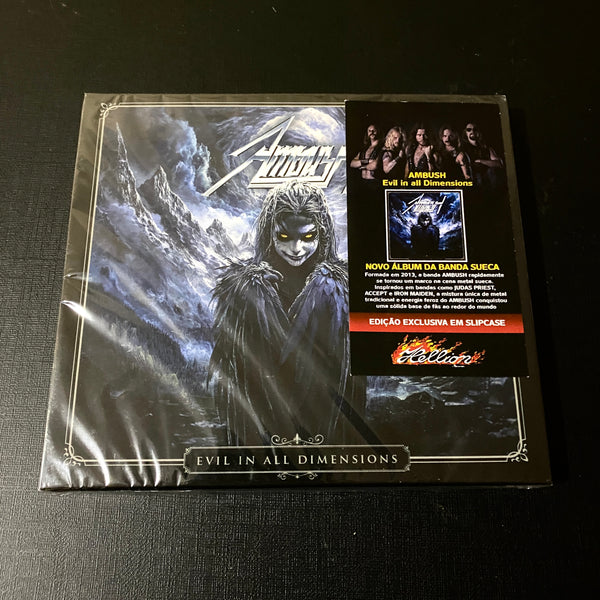 AMBUSH
EVIL IN ALL DIMENSIONS
AMBUSH
Evil in all Dimensions
AMBUSH
NOVO ÁLBUM DA BANDA SUECA
Formada em 2013, a banda AMBUSH rapidamente
se tornou um marco na cena metal sueca.
Inspirados em bandas como JUDAS PRIEST,
ACCEPT e IRON MAIDEN, a mistura única de metal
tradicional e energia feroz do AMBUSH conquistou
uma sólida base de fãs ao redor do mundo
EDIÇÃO EXCLUSIVA EM SLIPCASE
Hellion